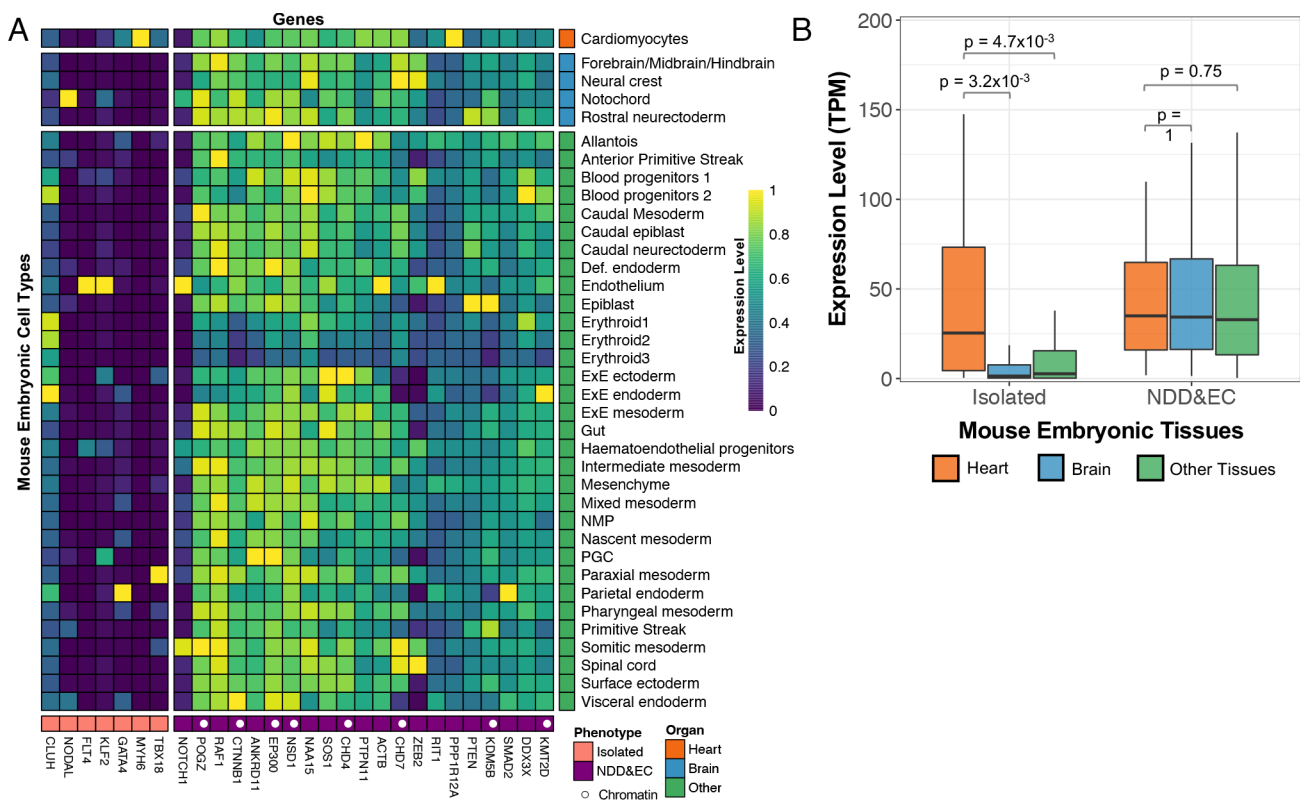 A
Genes
Cardiomyocytes
Forebrain/Midbrain/Hindbrain
Neural crest
Notochord
Rostral neurectoderm
Allantois
Anterior Primitive Streak
Blood progenitors 1
Blood progenitors 2
Caudal Mesoderm
Caudal epiblast
Caudal neurectoderm
Def. endoderm
Endothelium
Epiblast
Erythroid1
Erythroid2
Erythroid3
ExE ectoderm
ExE endoderm
ExE mesoderm
Gut
Haematoendothelial progenitors
Intermediate mesoderm
Mesenchyme
Mixed mesoderm
NMP
Nascent mesoderm
PGC
Paraxial mesoderm
Parietal endoderm
Pharyngeal mesoderm
Primitive Streak
Somitic mesoderm
Spinal cord
Surface ectoderm
Visceral endoderm
Mouse Embryonic Cell Types
Expression Level
1
0.8
0.6
0.4
0.2
0
CLUH
NODAL
FLT4
KLF2
GATA4
MYH6
TBX18
NOTCH1
POGZ
RAF1
CTNNB1
ANKRD11
EP300
NSD1
NAA15
SOS1
CHD4
PTPN11
ACTB
CHD7
ZEB2
RIT1
PPP1R12A
PTEN
KDM5B
SMAD2
DDX3X
KMT2D
Phenotype
Isolated
NDD&EC
Chromatin
Organ
Heart
Brain
Other
B
Expression Level (TPM)
200
150
100
50
0
p = 4.7x10-3
p = 3.2x10-3
p = 0.75
p =
1
Isolated
NDD&EC
Mouse Embryonic Tissues
Heart
Brain
Other Tissues